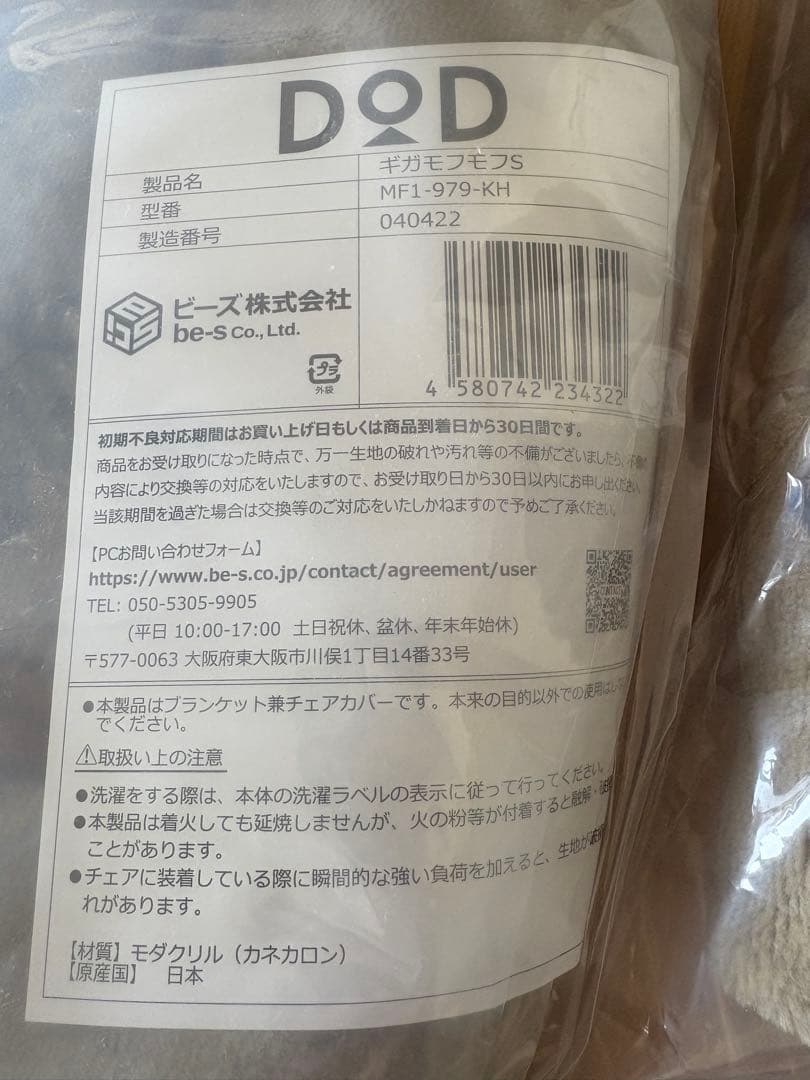 DOD
製品名 ギガモフモフS
型番 MF1-979-KH
製造番号 040422
ビーズ株式会社
be-s Co., Ltd.
プラ
外袋
4 580742 234322
初期不良対応期間はお買い上げ日もしくは商品到着日から30日間です。
商品をお受け取りになった時点で、万一生地の破れや汚れ等の不備がございましたら、
内容により交換等の対応をいたしますので、お受け取り日から30日以内にお申し出ください。
当該期間を過ぎた場合は交換等のご対応をいたしかねますので予めご了承ください。
【PCお問い合わせフォーム】
https://www.be-s.co.jp/contact/agreement/user
TEL: 050-5305-9905
(平日 10:00-17:00 土日祝休、盆休、年末年始休)
〒577-0063 大阪府東大阪市川俣1丁目14番33号
●本製品はブランケット兼チェアカバーです。本来の目的以外での使用は
でください。
⚠取扱い上の注意
●洗濯をする際は、本体の洗濯ラベルの表示に従って行ってください。
●本製品は着火しても延焼しませんが、火の粉等が付着すると融解・
ことがあります。
●チェアに装着している際に瞬間的な強い負荷を加えると、生地が
れがあります。
【材質】モダクリル（カネカロン）
【原産国】 日本